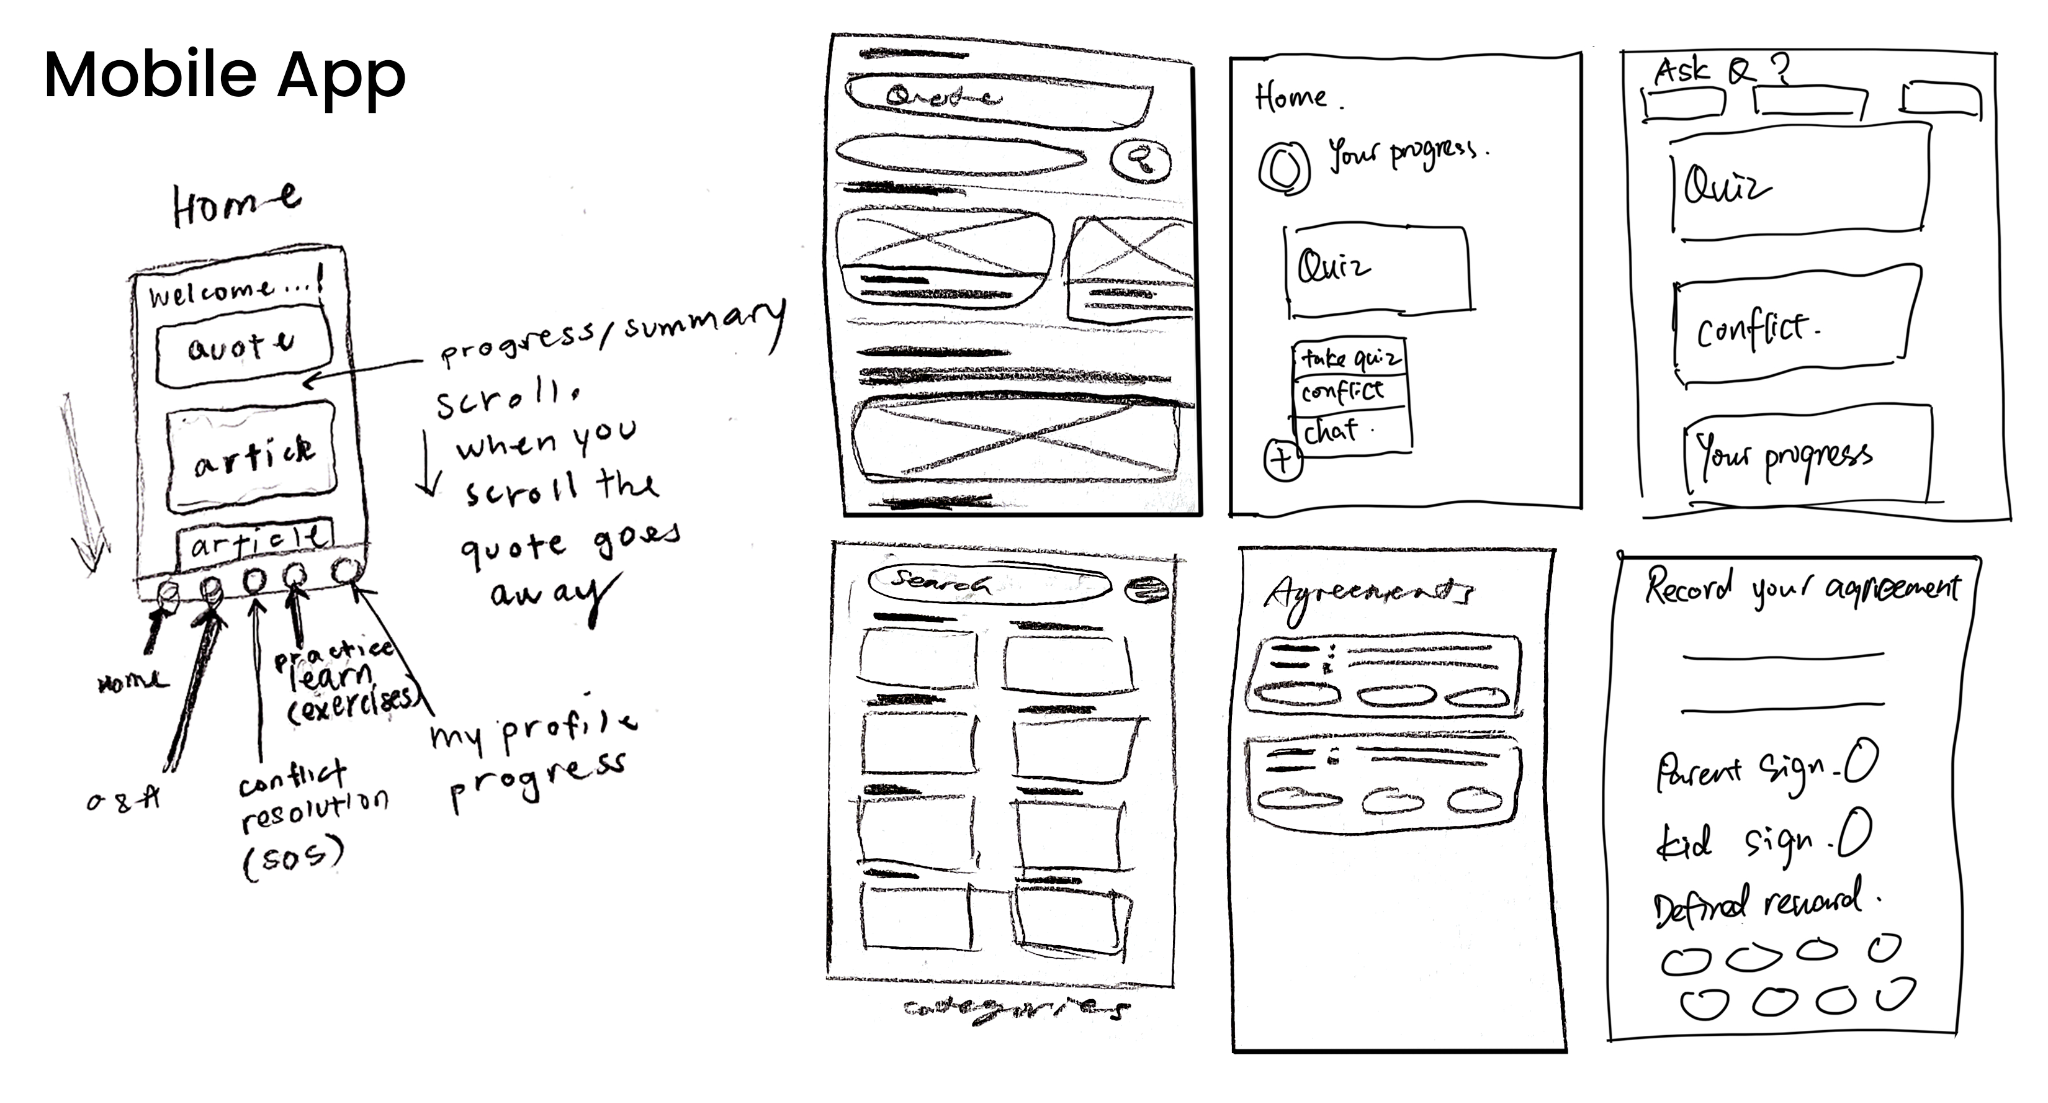 Mobile App
Home
Welcome...!
quote
article
article
progress/summary
scroll.
when you
scroll the
quote goes
away
Home
Q & A
conflict
resolution
(SOS)
practice
learn
(exercises)
my profile
progress
Quote
Home.
Your progress.
Quiz
take quiz
conflict
chat.
+
Ask Q ?
Quiz
conflict.
Your progress
Search
categories
Agreements
Record your agreement
Parent sign.
kid sign.
Defined reward.